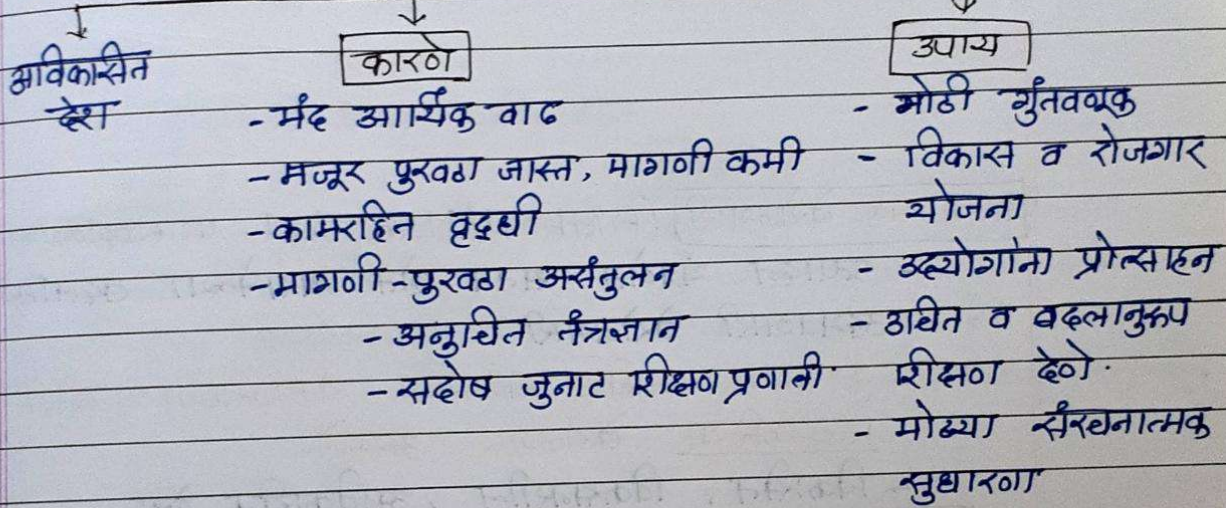 अविकासीत
देश
कारणे
- मंद आर्थिक वाढ
- मजूर पुरवठा जास्त, मागणी कमी
- कामरहित वृद्धी
- मागणी - पुरवठा असंतुलन
- अनुचित तंत्रज्ञान
- सदोष जुनाट शीक्षण प्रणाली
उपाय
- मोठी गुंतवणूक
- विकास व रोजगार
योजना
- उद्योगांना प्रोत्साहन
- उचित व बदलानुरूप
शीक्षण देणे.
- मोठ्या संरचनात्मक
सुधारणा